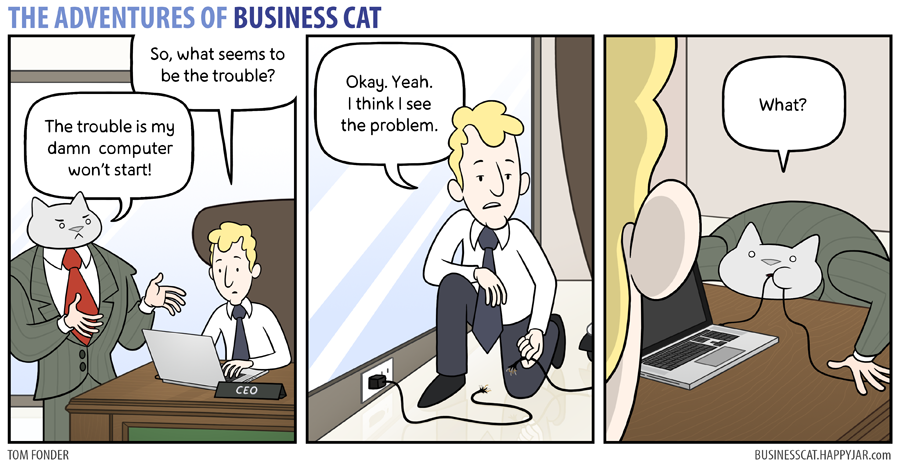 THE ADVENTURES OF BUSINESS CAT
So, what seems to
be the trouble?
The trouble is my
damn computer
won't start!
CEO
Okay. Yeah.
I think I see
the problem.
What?
TOM FONDER
BUSINESSCAT.HAPPYJAR.com